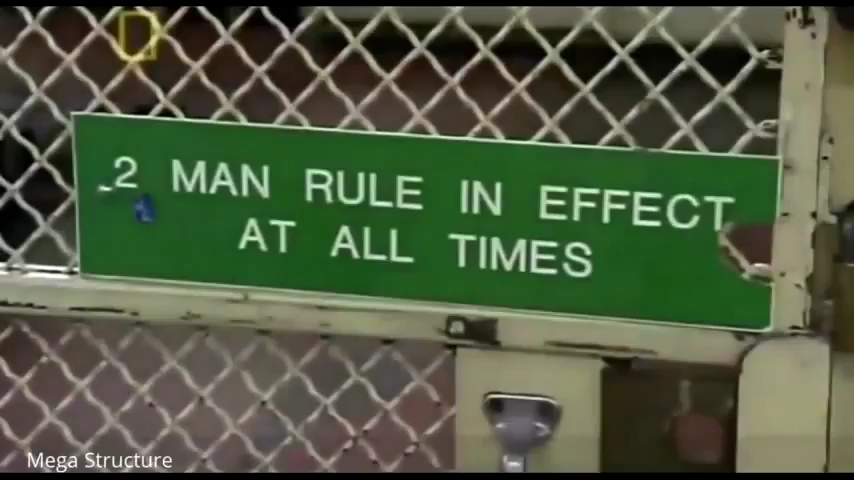 2 MAN RULE IN EFFECT
AT ALL TIMES
Mega Structure